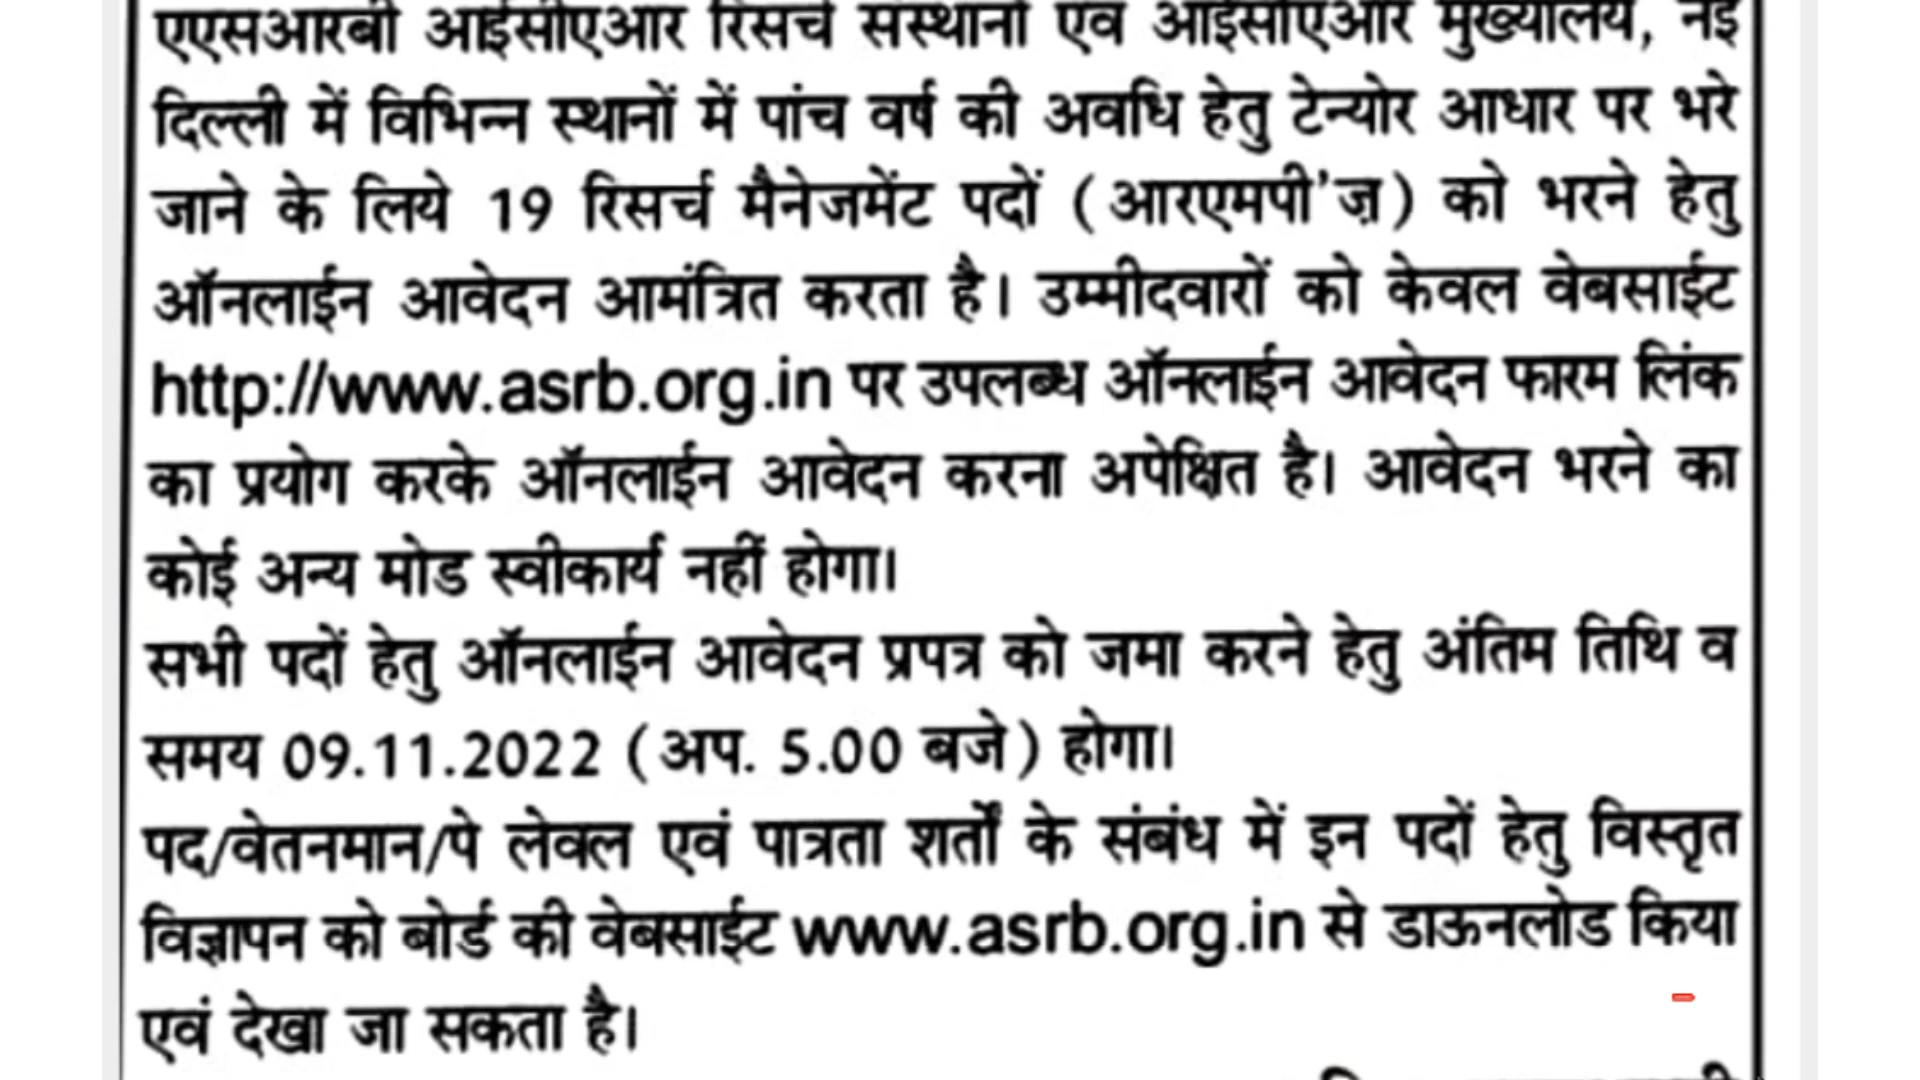 एएसआरबी आईसीएआर रिसर्च संस्थानों एवं आईसीएआर मुख्यालय, नई
दिल्ली में विभिन्न स्थानों में पांच वर्ष की अवधि हेतु टेन्योर आधार पर भरे
जाने के लिये 19 रिसर्च मैनेजमेंट पदों (आरएमपी'ज़) को भरने हेतु
ऑनलाईन आवेदन आमंत्रित करता है। उम्मीदवारों को केवल वेबसाईट
http://www.asrb.org.in पर उपलब्ध ऑनलाईन आवेदन फारम लिंक
का प्रयोग करके ऑनलाईन आवेदन करना अपेक्षित है। आवेदन भरने का
कोई अन्य मोड स्वीकार्य नहीं होगा।
सभी पदों हेतु ऑनलाईन आवेदन प्रपत्र को जमा करने हेतु अंतिम तिथि व
समय 09.11.2022 (अप. 5.00 बजे) होगा।
पद/वेतनमान/पे लेवल एवं पात्रता शर्तों के संबंध में इन पदों हेतु विस्तृत
विज्ञापन को बोर्ड की वेबसाईट www.asrb.org.in से डाऊनलोड किया
एवं देखा जा सकता है।